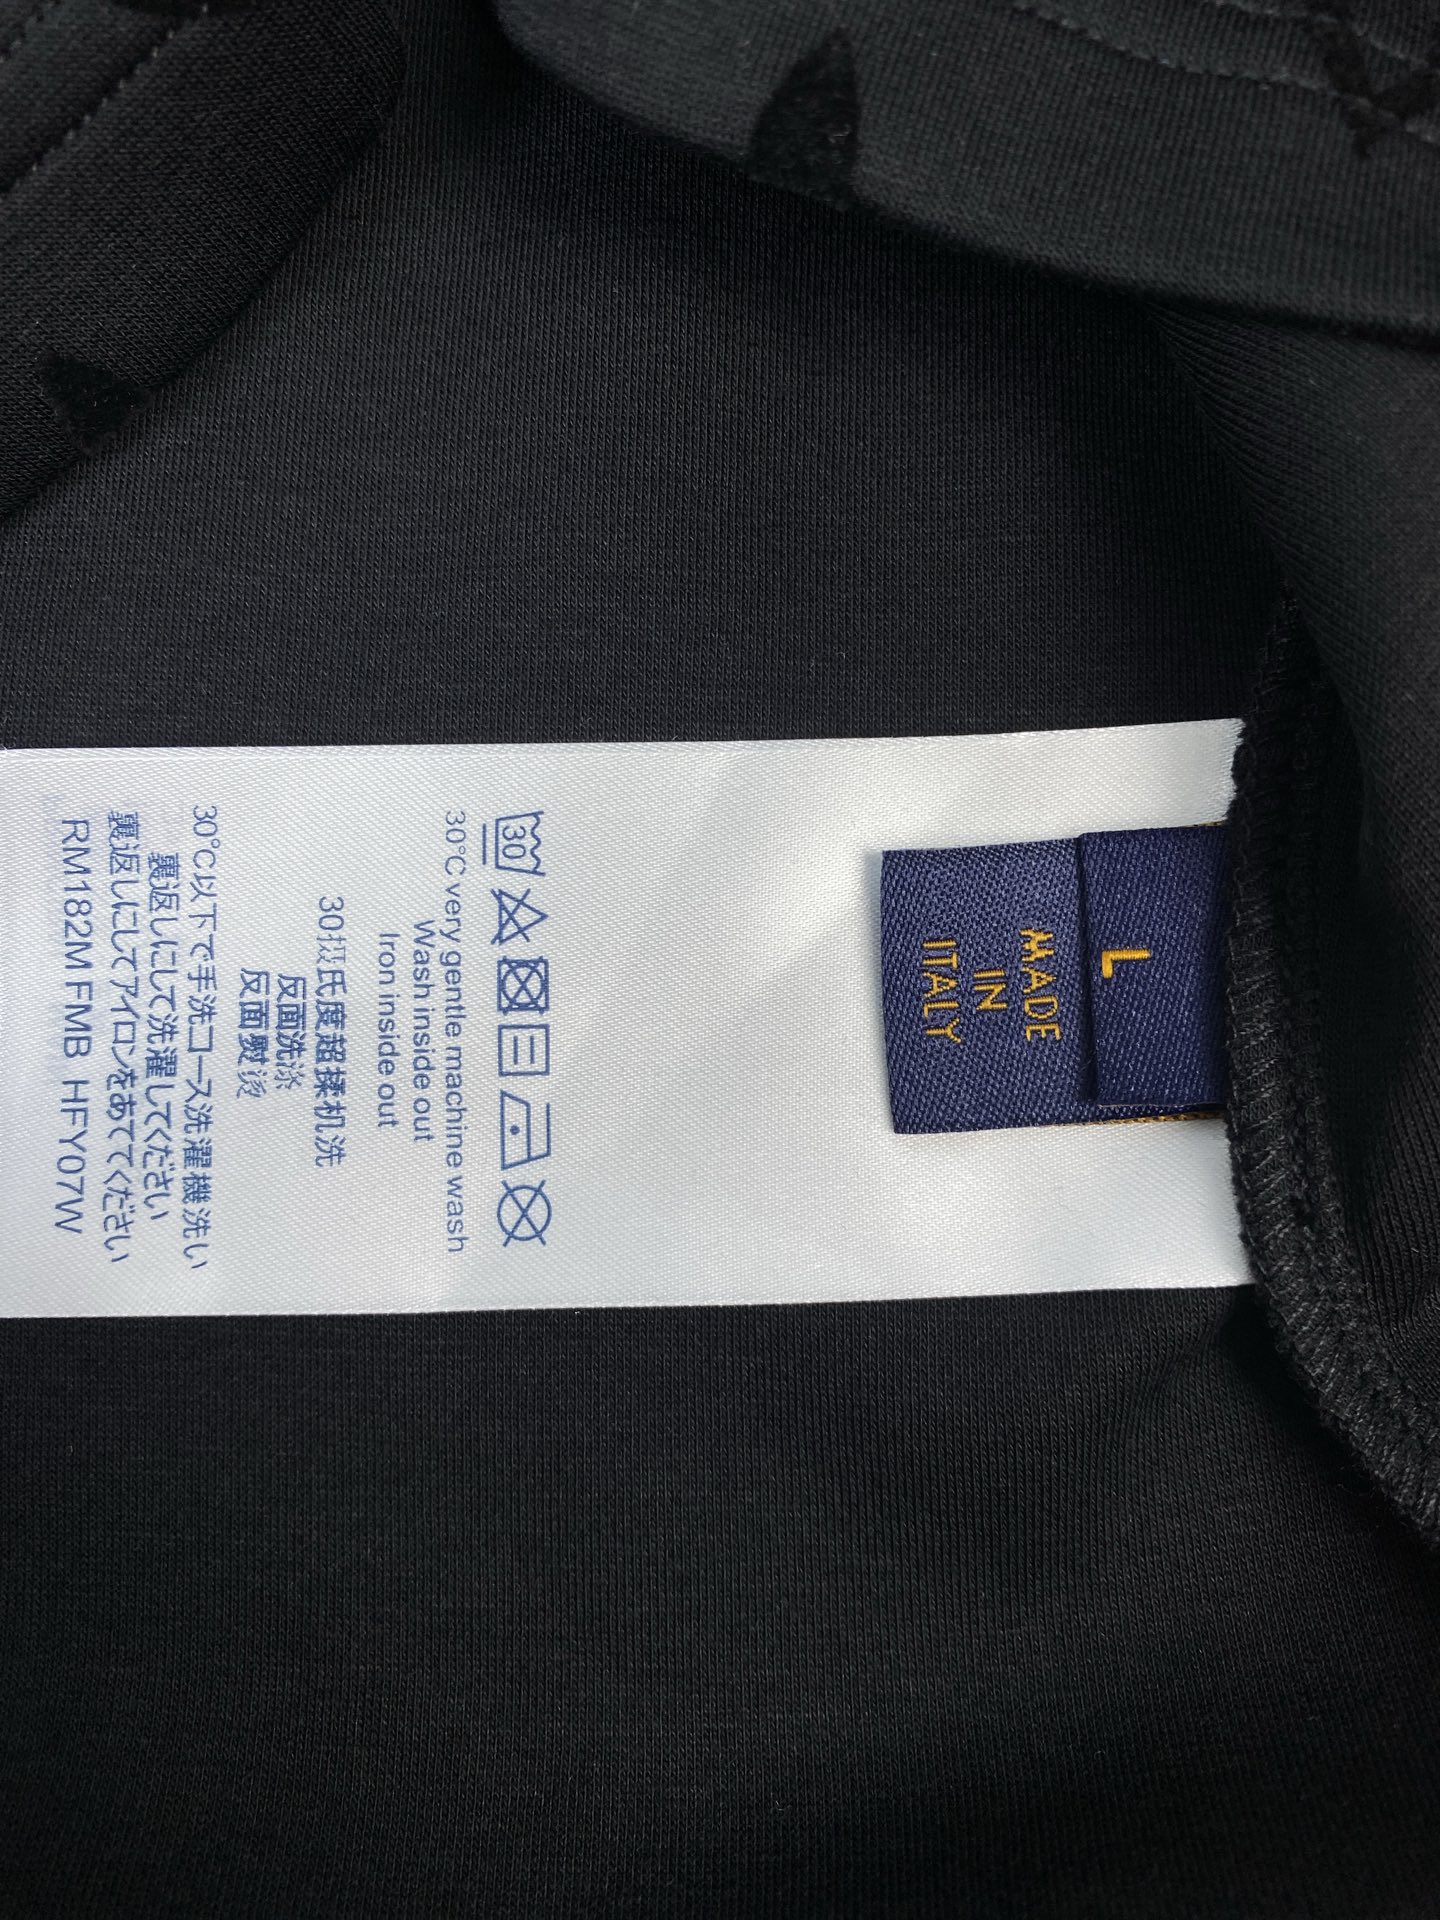 L
MADE
IN
ITALY
30
30°C very gentle machine wash
Wash inside out
Iron inside out
30摄氏度超揉机洗
反面洗涤
反面熨烫
30°C以下で手洗コース洗濯機洗い
裏返しにして洗濯してください
裏返しにしてアイロンをあててください
RM182M FMB HFY07W